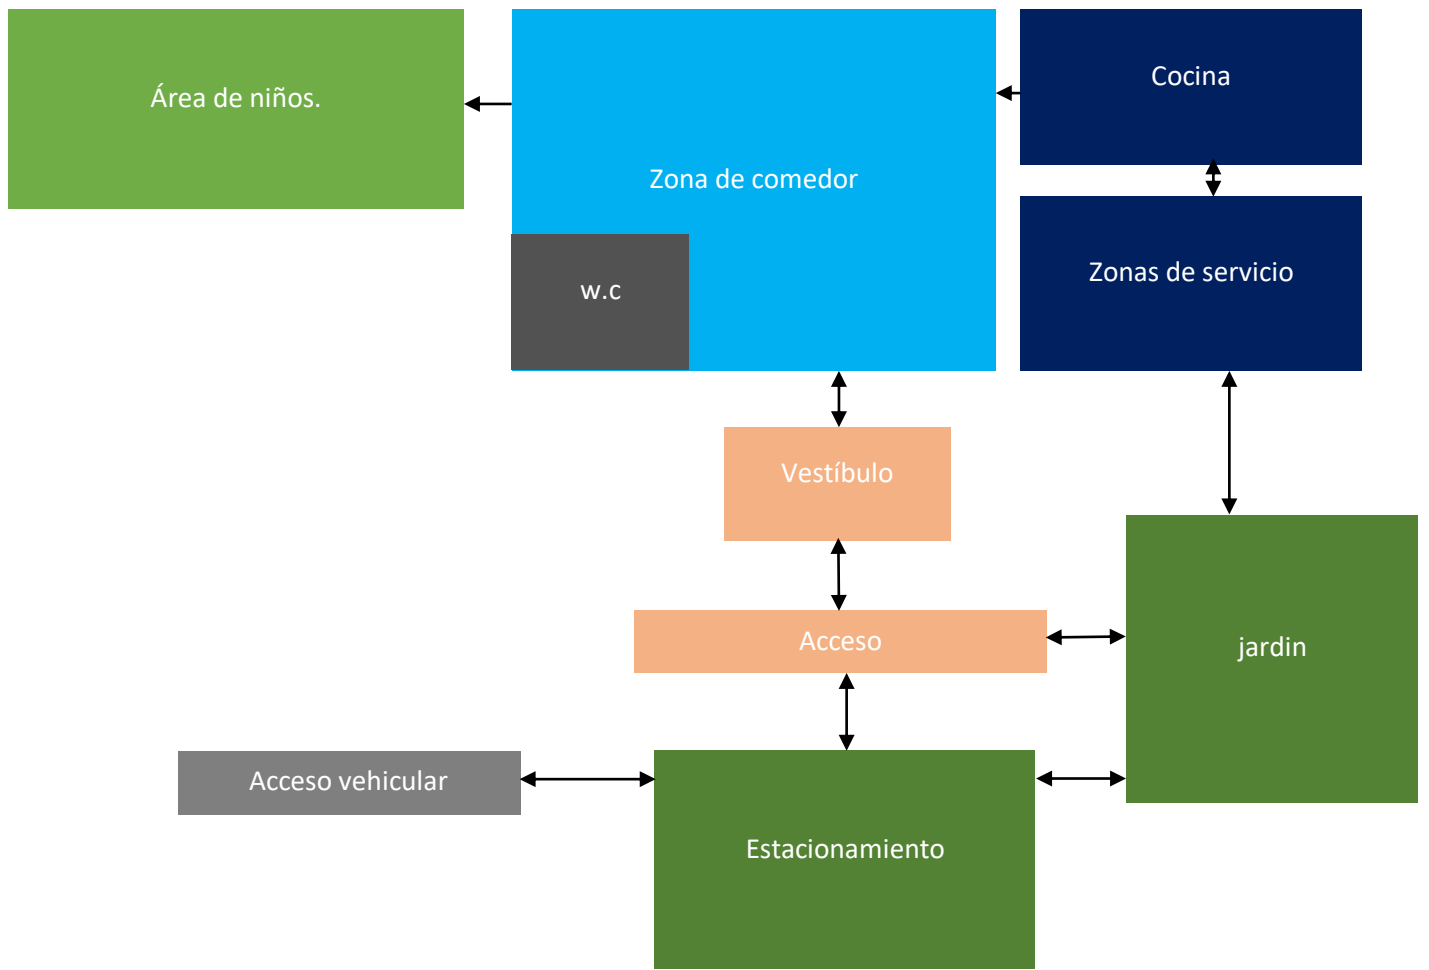 Área de niños.
Zona de comedor
Cocina
Zonas de servicio
w.c
Vestíbulo
Acceso
jardin
Acceso vehicular
Estacionamiento